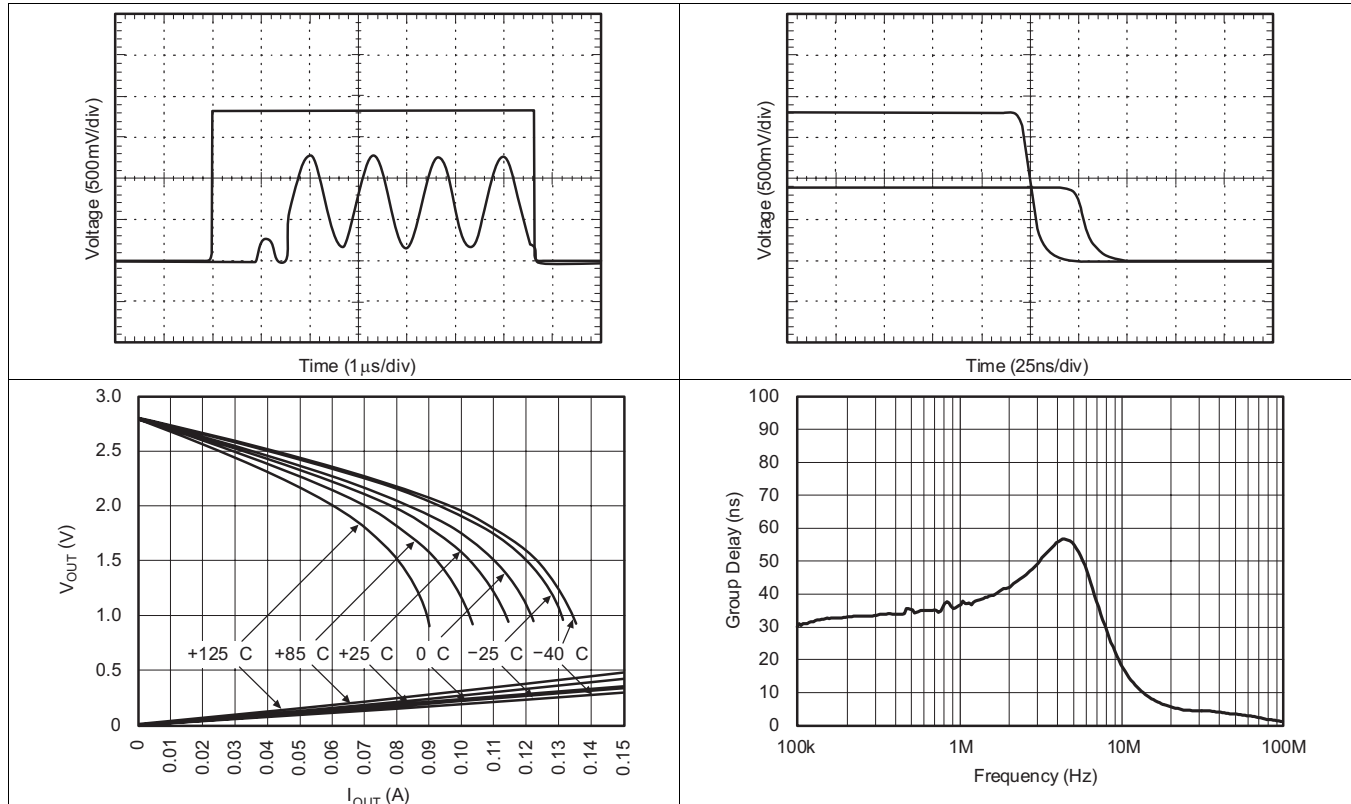 Voltage (500mV/div)
Time (1μs/div)
Voltage (500mV/div)
Time (25ns/div)
3.0
2.5
2.0
1.5
1.0
0.5
0
VOUT (V)
+125 C +85 C +25 C 0 C −25 C −40 C
0 0.01 0.02 0.03 0.04 0.05 0.06 0.07 0.08 0.09 0.10 0.11 0.12 0.13 0.14 0.15
IOUT (A)
100
90
80
70
60
50
40
30
20
10
0
Group Delay (ns)
100k 1M 10M 100M
Frequency (Hz)